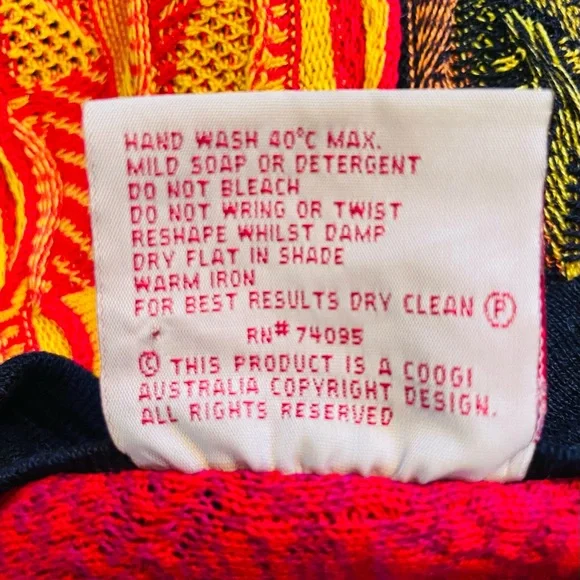 HAND WASH 40°C MAX.
MILD SOAP OR DETERGENT
DO NOT BLEACH
DO NOT WRING OR TWIST
RESHAPE WHILST DAMP
DRY FLAT IN SHADE
WARM IRON
FOR BEST RESULTS DRY CLEAN Ⓟ
RN# 74095
© THIS PRODUCT IS A COOGI
AUSTRALIA COPYRIGHT DESIGN.
ALL RIGHTS RESERVED